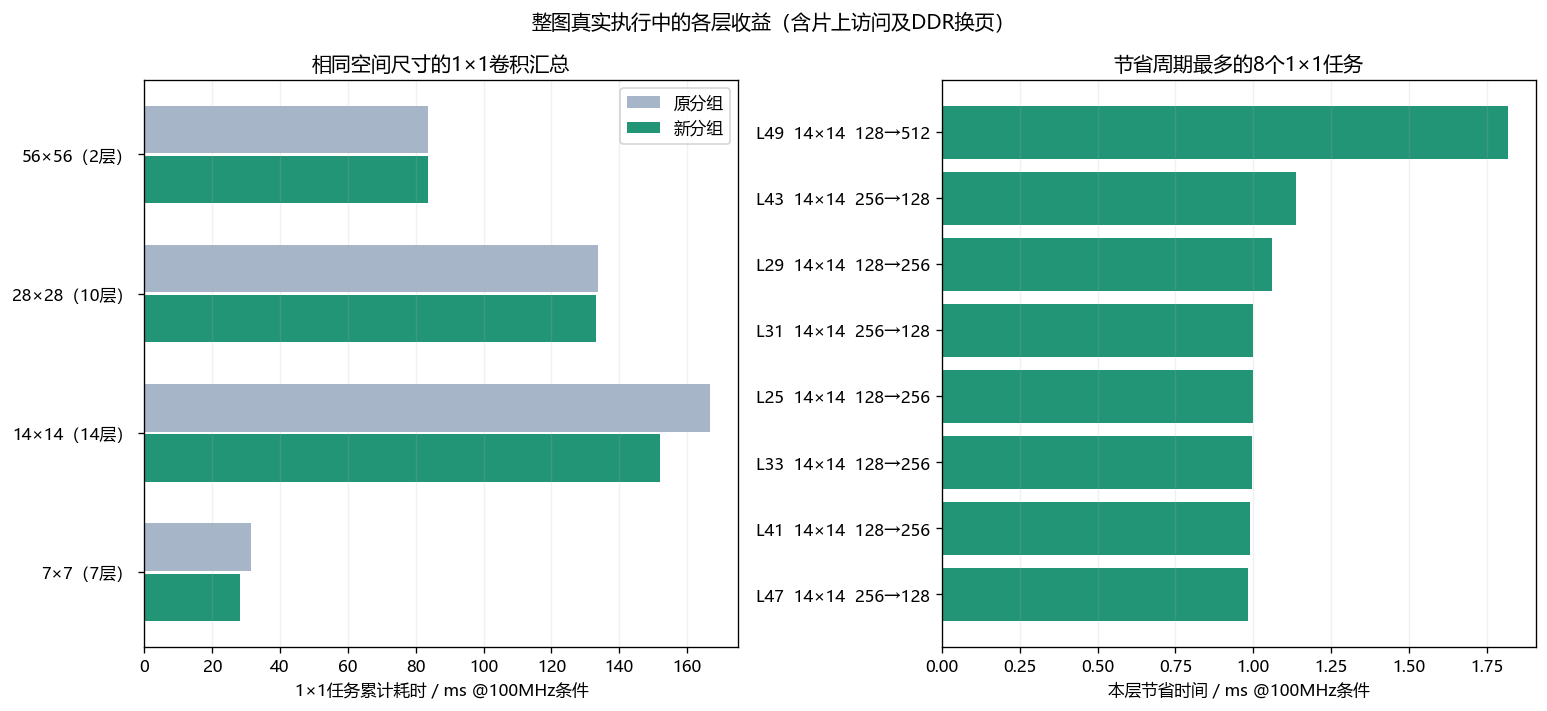 整图真实执行中的各层收益（含片上访问及DDR换页）
相同空间尺寸的1×1卷积汇总
原分组
新分组
56×56（2层）
28×28（10层）
14×14（14层）
7×7（7层）
0 20 40 60 80 100 120 140 160
1×1任务累计耗时 / ms @100MHz条件
节省周期最多的8个1×1任务
L49 14×14 128→512
L43 14×14 256→128
L29 14×14 128→256
L31 14×14 256→128
L25 14×14 128→256
L33 14×14 128→256
L41 14×14 128→256
L47 14×14 256→128
0.00 0.25 0.50 0.75 1.00 1.25 1.50 1.75
本层节省时间 / ms @100MHz条件